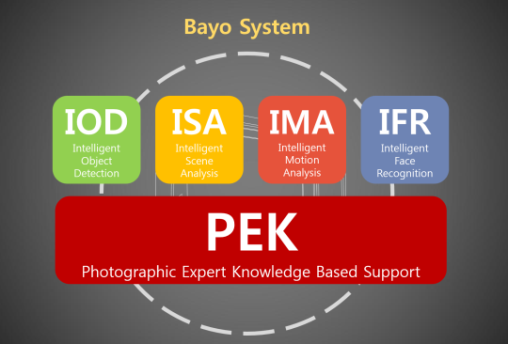 Bayo System
IOD
Intelligent
Object
Detection
ISA
Intelligent
Scene
Analysis
IMA
Intelligent
Motion
Analysis
IFR
Intelligent
Face
Recognition
PEK
Photographic Expert Knowledge Based Support